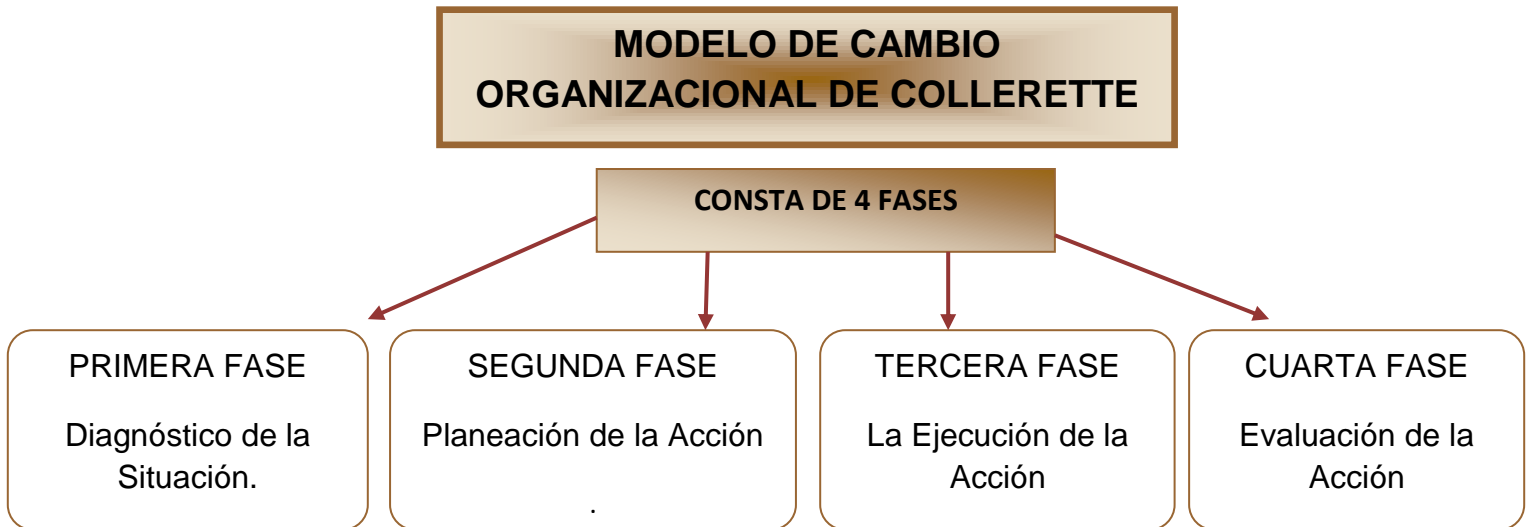 MODELO DE CAMBIO
ORGANIZACIONAL DE COLLERETTE
CONSTA DE 4 FASES
PRIMERA FASE
Diagnóstico de la
Situación.
SEGUNDA FASE
Planeación de la Acción
.
TERCERA FASE
La Ejecución de la
Acción
CUARTA FASE
Evaluación de la
Acción